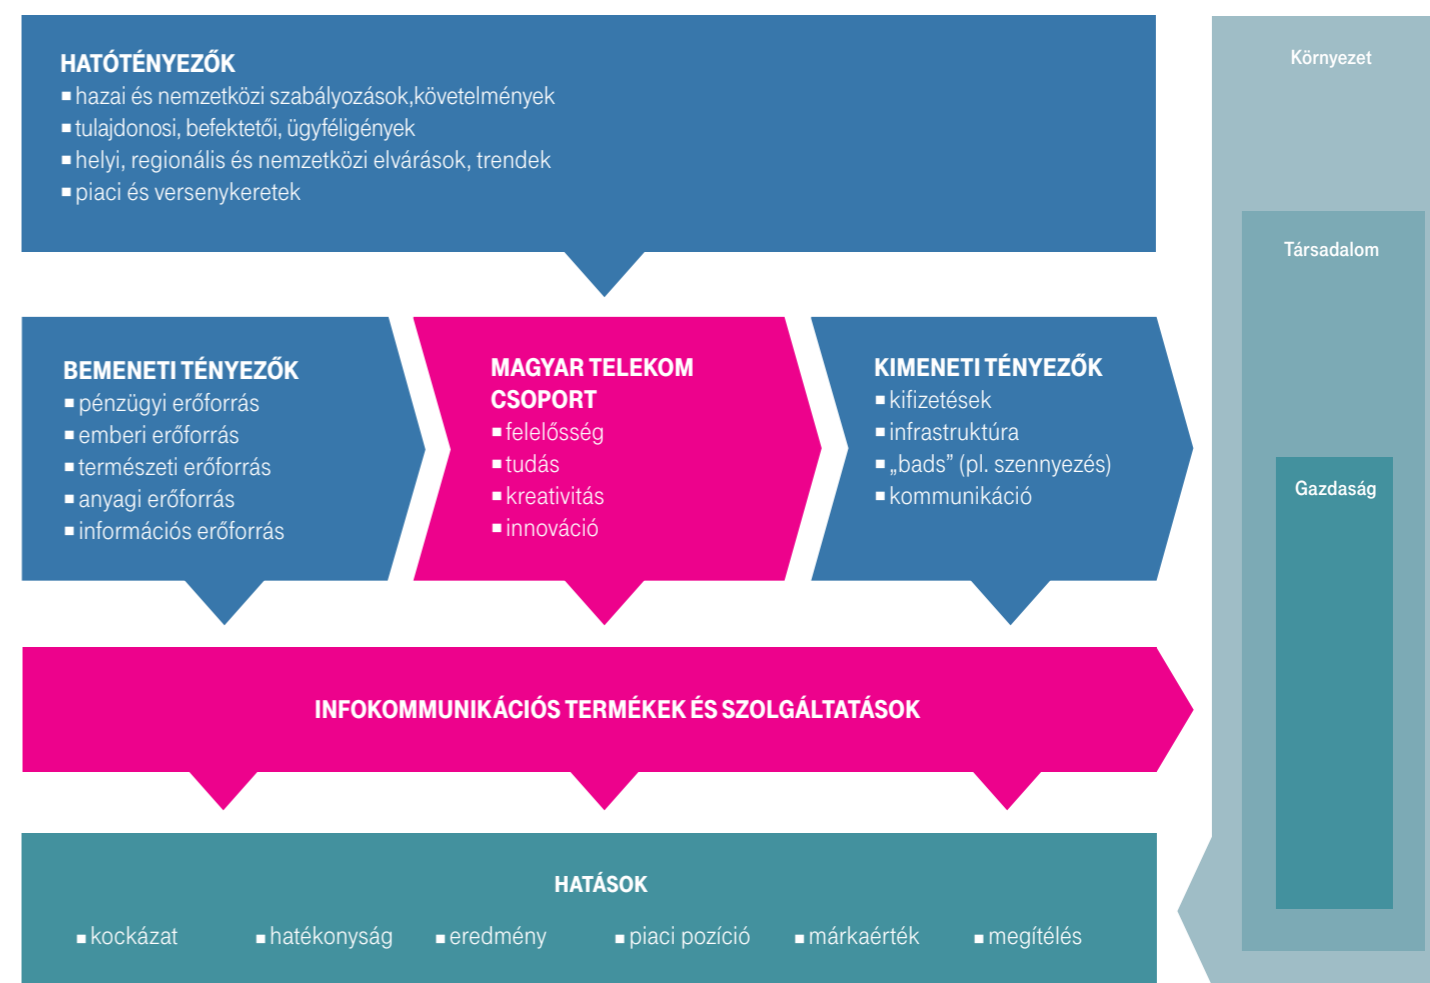 HATÓTÉNYEZŐK
▪ hazai és nemzetközi szabályozások,követelmények
▪ tulajdonosi, befektetői, ügyféligények
▪ helyi, regionális és nemzetközi elvárások, trendek
▪ piaci és versenykeretek
BEMENETI TÉNYEZŐK
▪ pénzügyi erőforrás
▪ emberi erőforrás
▪ természeti erőforrás
▪ anyagi erőforrás
▪ információs erőforrás
MAGYAR TELEKOM
CSOPORT
▪ felelősség
▪ tudás
▪ kreativitás
▪ innováció
KIMENETI TÉNYEZŐK
▪ kifizetések
▪ infrastruktúra
▪ „bads” (pl. szennyezés)
▪ kommunikáció
INFOKOMMUNIKÁCIÓS TERMÉKEK ÉS SZOLGÁLTATÁSOK
HATÁSOK
▪ kockázat ▪ hatékonyság ▪ eredmény ▪ piaci pozíció ▪ márkaérték ▪ megítélés
Környezet
Társadalom
Gazdaság